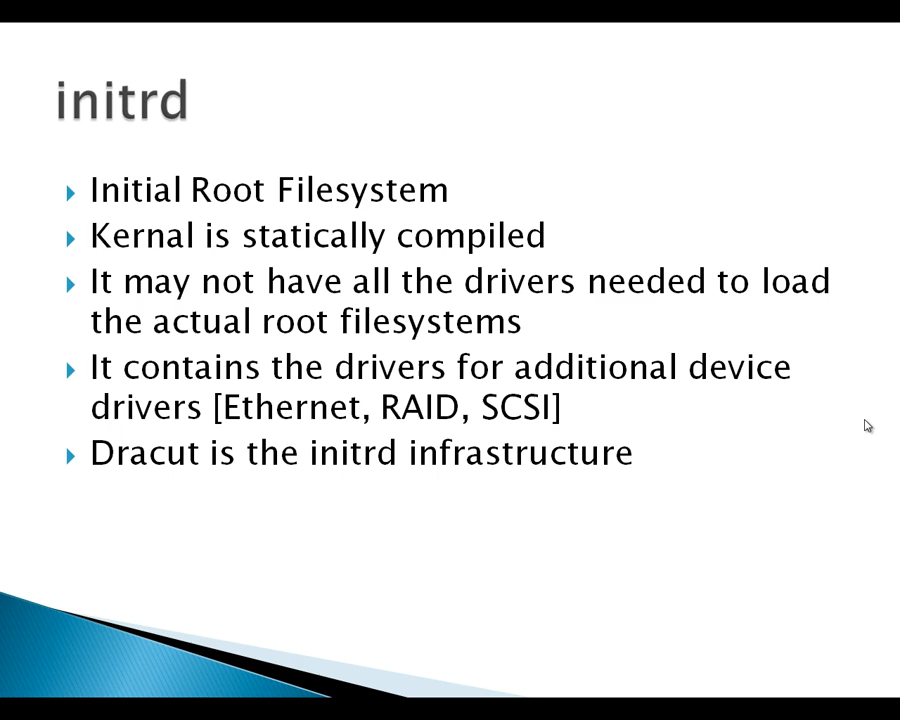 initrd
Initial Root Filesystem
Kernal is statically compiled
It may not have all the drivers needed to load
the actual root filesystems
It contains the drivers for additional device
drivers [Ethernet, RAID, SCSI]
Dracut is the initrd infrastructure